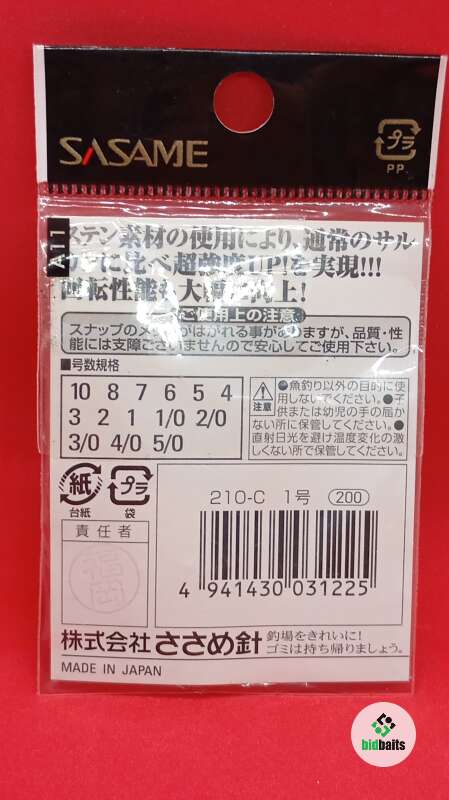 SASAME
PP
A11
ステン素材の使用により、通常のサル
に比べ超強度UP!を実現!!!
回転性能も大幅に向上!
ご使用上の注意
スナップのメッキがはがれる事がありますが、品質・性
能には支障ございませんので安心してご使用下さい。
■号数規格
10 8 7 6 5 4
3 2 1 1/0 2/0
3/0 4/0 5/0
注意
●魚釣り以外の目的に使
用しないでください。●子
供または幼児の手の届か
ない所に保管してください。●
直射日光を避け温度変化の激
しくない所で保管してください。
紙
台紙
プラ
袋
責任者
福岡
210-C 1号 200
4 941430 031225
株式会社 ささめ針
釣場をきれいに!
ゴミは持ち帰りましょう。
MADE IN JAPAN
bidbaits